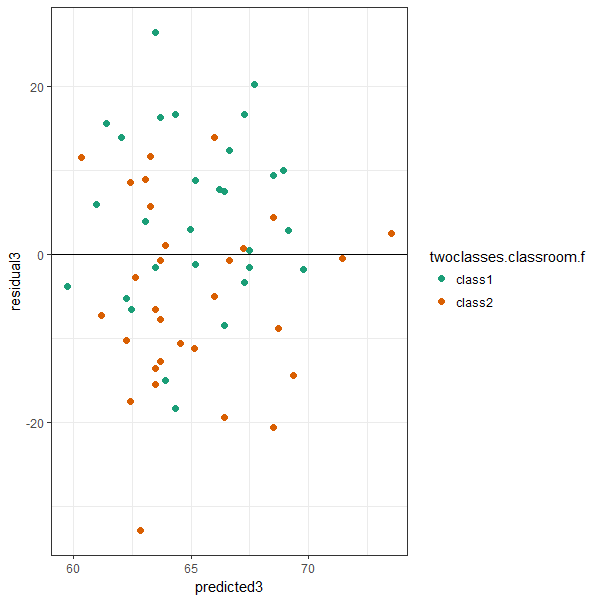 20
0
-20
residual3
60
65
70
predicted3
twoclasses.classroom.f
class1
class2